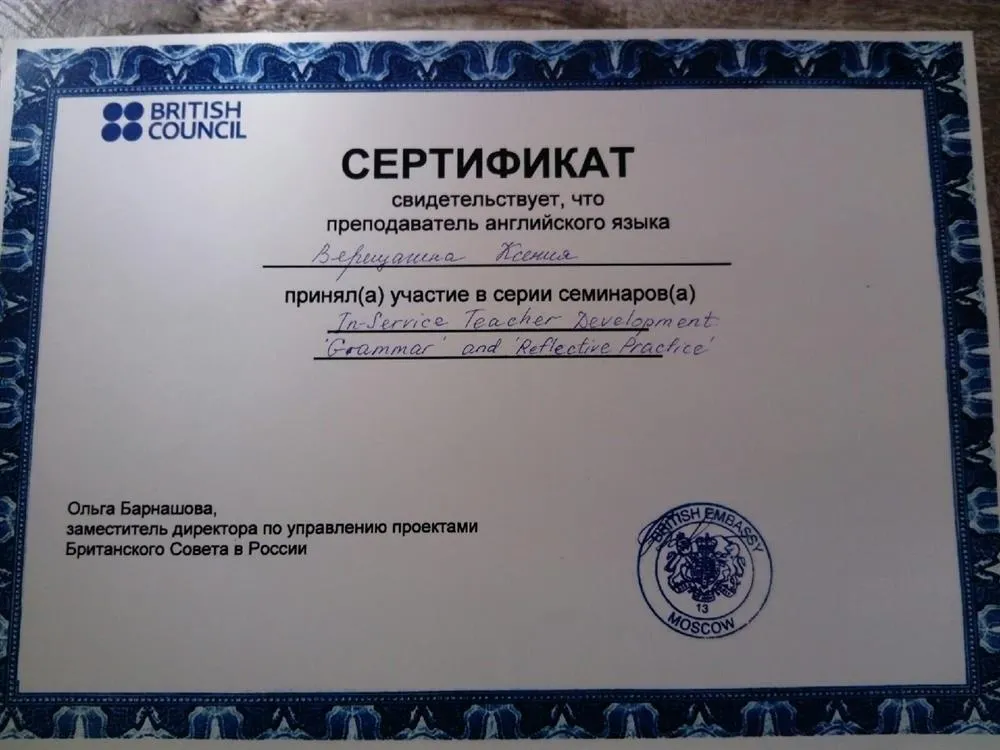 BRITISH
COUNCIL
СЕРТИФИКАТ
свидетельствует, что
преподаватель английского языка
Верещагина Ксения
принял(а) участие в серии семинаров(а)
In-Service Teacher Development
'Grammar' and 'Reflective Practice'
Ольга Барнашова,
заместитель директора по управлению проектами
Британского Совета в России
BRITISH EMBASSY
13
MOSCOW